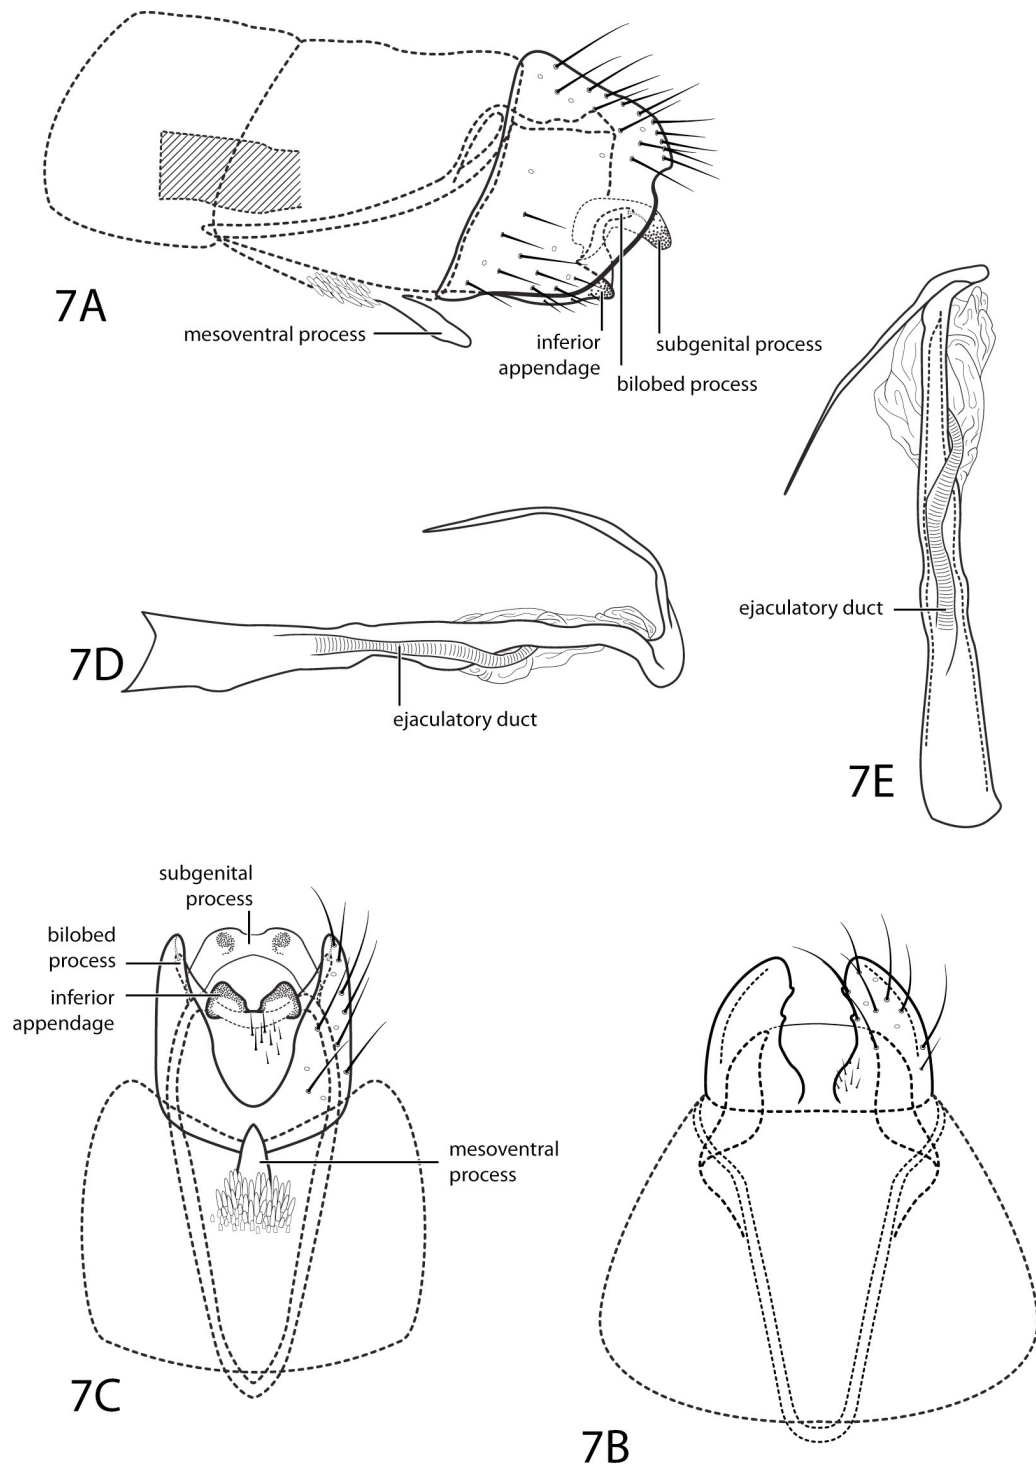 7A
mesoventral process
inferior
appendage
subgenital process
bilobed process
ejaculatory duct
7D
ejaculatory duct
7E
subgenital
process
bilobed
process
inferior
appendage
mesoventral
process
7C
7B